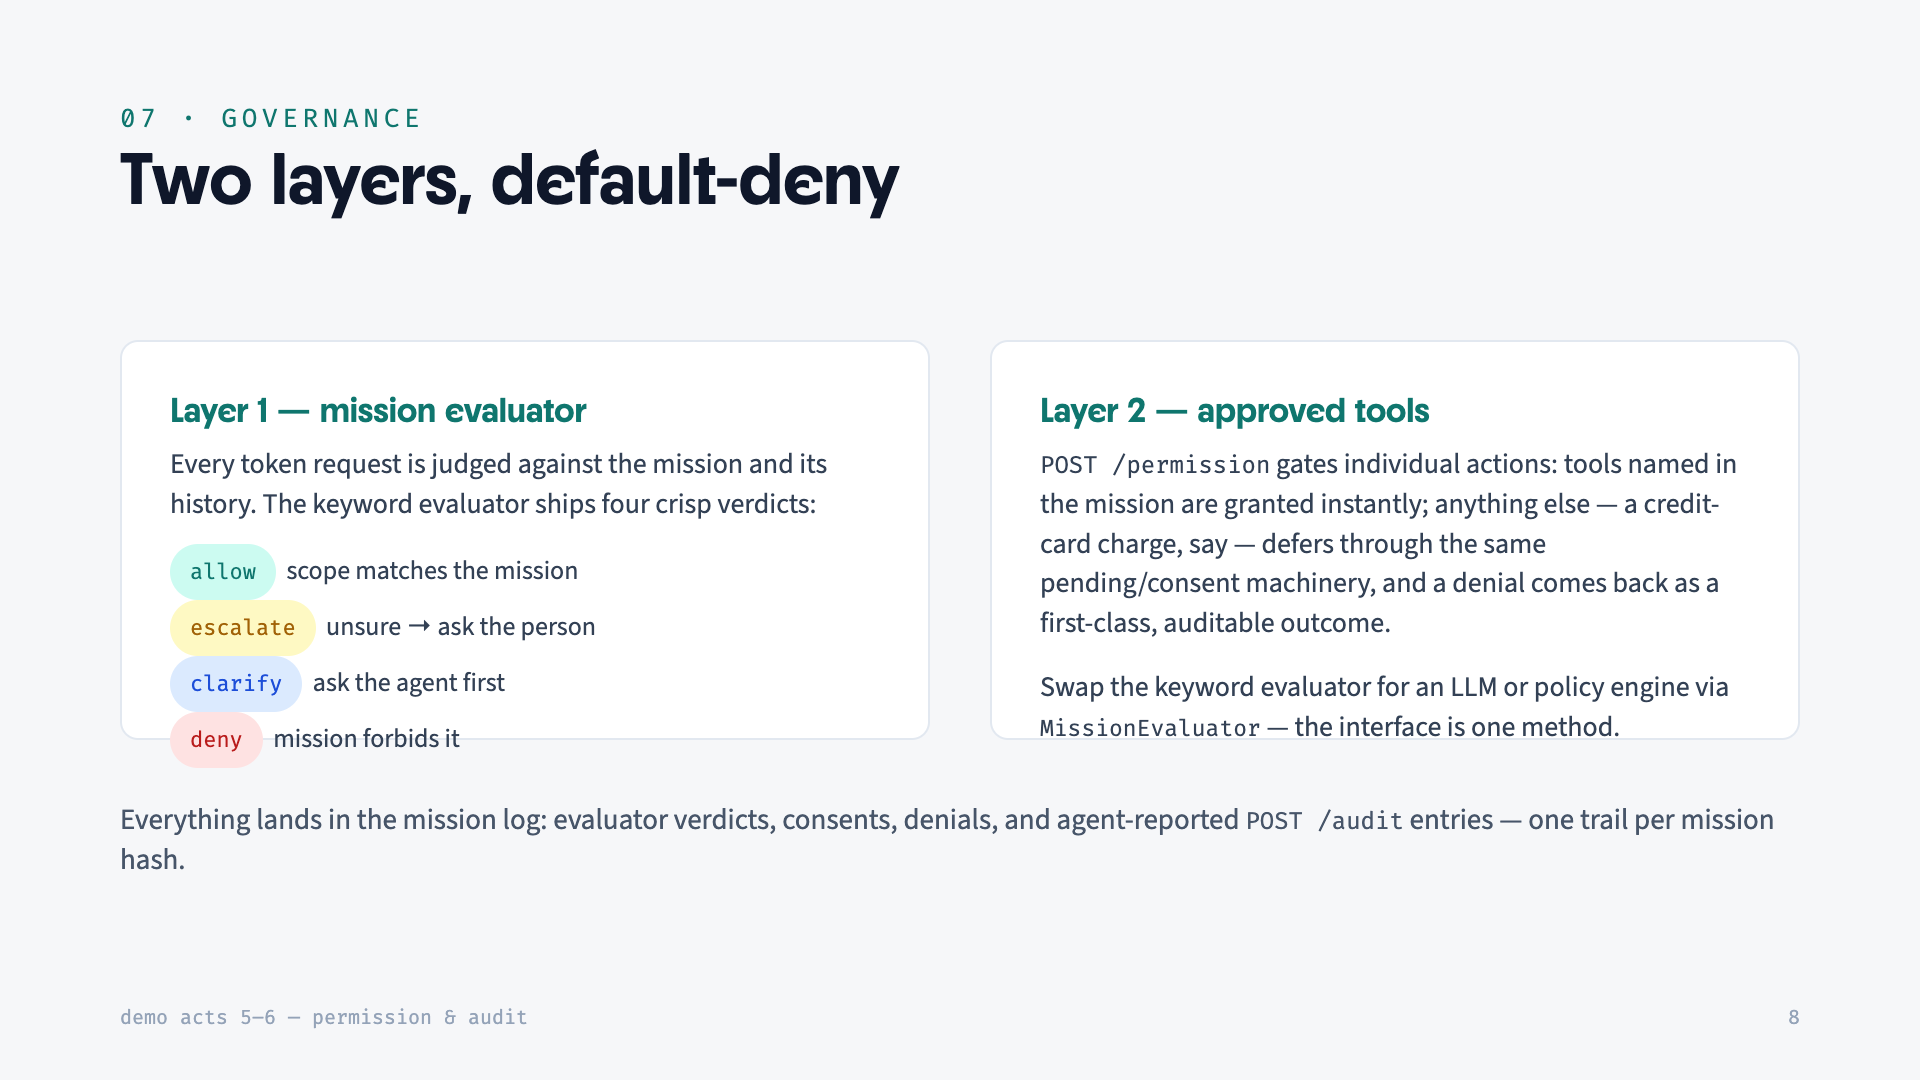 07 · GOVERNANCE
Two layers, default-deny
Layer 1 — mission evaluator
Every token request is judged against the mission and its
history. The keyword evaluator ships four crisp verdicts:
allow scope matches the mission
escalate unsure → ask the person
clarify ask the agent first
deny mission forbids it
Layer 2 — approved tools
POST /permission gates individual actions: tools named in
the mission are granted instantly; anything else — a credit-
card charge, say — defers through the same
pending/consent machinery, and a denial comes back as a
first-class, auditable outcome.
Swap the keyword evaluator for an LLM or policy engine via
MissionEvaluator — the interface is one method.
Everything lands in the mission log: evaluator verdicts, consents, denials, and agent-reported POST /audit entries — one trail per mission
hash.
demo acts 5–6 — permission & audit
8